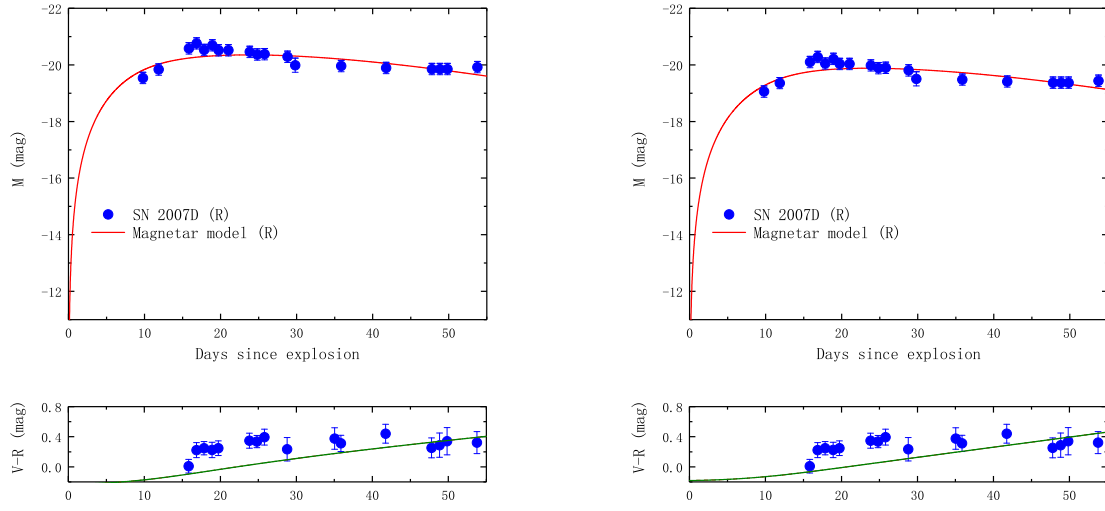 -22
-20
-18
-16
-14
-12
M (mag)
SN 2007D (R)
Magnetar model (R)
0 10 20 30 40 50
Days since explosion
0.8
0.4
0.0
V-R (mag)
0 10 20 30 40 50
-22
-20
-18
-16
-14
-12
M (mag)
SN 2007D (R)
Magnetar model (R)
0 10 20 30 40 50
Days since explosion
0.8
0.4
0.0
V-R (mag)
0 10 20 30 40 50